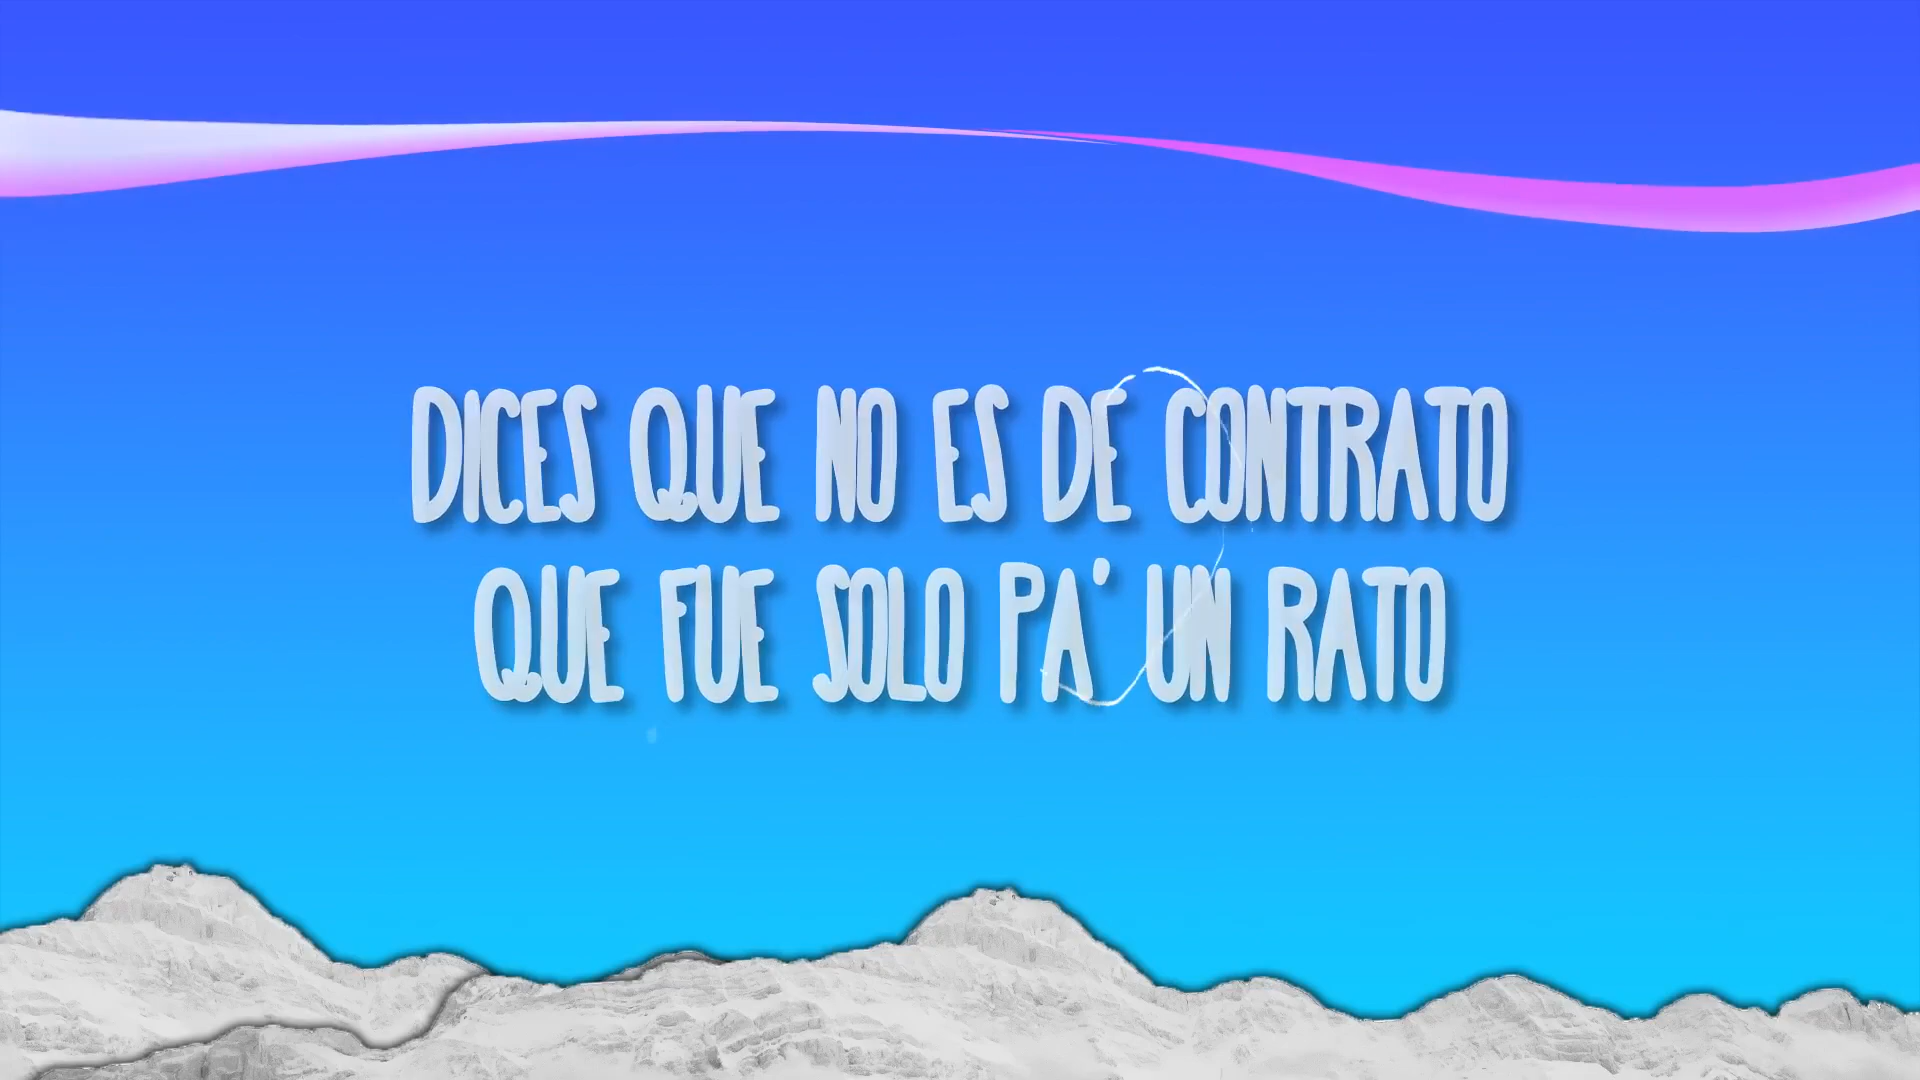 DICES QUE NO ES DE CONTRATO
QUE FUE SOLO PA' UN RATO